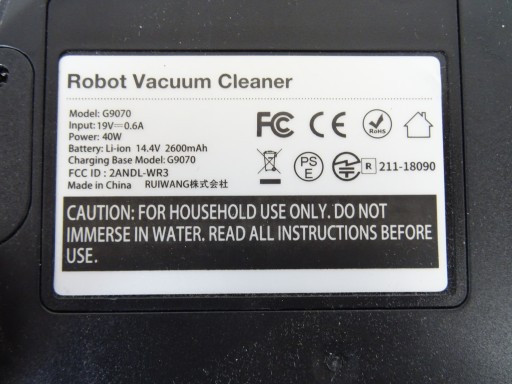 Robot Vacuum Cleaner
Model: G9070
Input: 19V⎓0.6A
Power: 40W
Battery: Li-ion 14.4V 2600mAh
Charging Base Model: G9070
FCC ID : 2ANDL-WR3
Made in China RUIWANG株式会社
FC CE RoHS
PS E R 211-18090
CAUTION: FOR HOUSEHOLD USE ONLY. DO NOT
IMMERSE IN WATER. READ ALL INSTRUCTIONS BEFORE
USE.